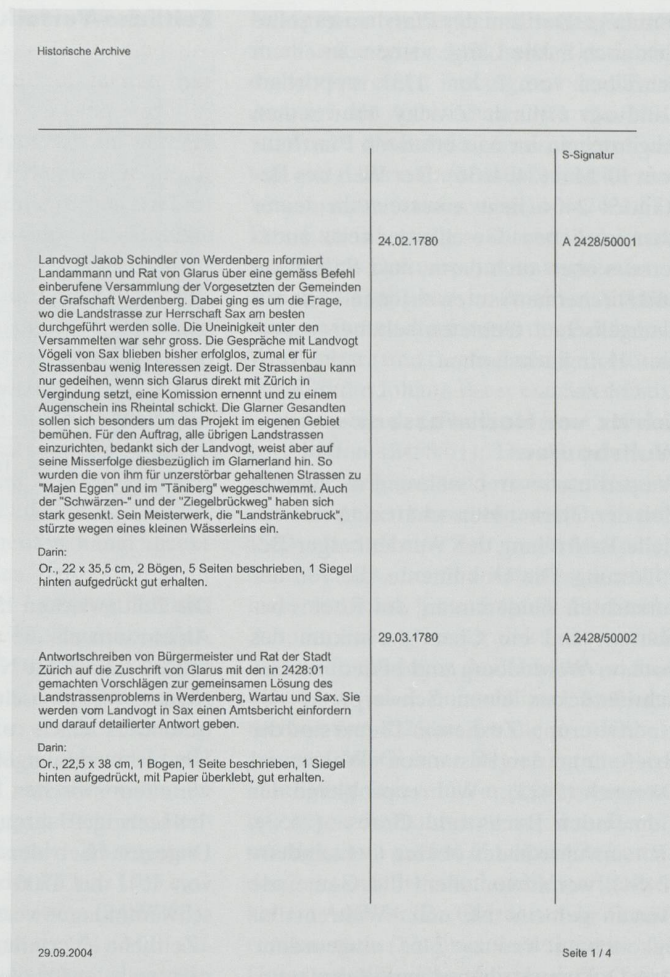 Historische Archive
S-Signatur
24.02.1780
A 2428/50001
Landvogt Jakob Schindler von Werdenberg informiert
Landammann und Rat von Glarus über eine gemäss Befehl
einberufene Versammlung der Vorgesetzten der Gemeinden
der Grafschaft Werdenberg. Dabei ging es um die Frage,
wo die Landstrasse zur Herrschaft Sax am besten
durchgeführt werden solle. Die Uneinigkeit unter den
Versammelten war sehr gross. Die Gespräche mit Landvogt
Vögeli von Sax blieben bisher erfolglos, zumal er für
Strassenbau wenig Interessen zeigt. Der Strassenbau kann
nur gedeihen, wenn sich Glarus direkt mit Zürich in
Vergindung setzt, eine Komission ernennt und zu einem
Augenschein ins Rheintal schickt. Die Glarner Gesandten
sollen sich besonders um das Projekt im eigenen Gebiet
bemühen. Für den Auftrag, alle übrigen Landstrassen
einzurichten, bedankt sich der Landvogt, weist aber auf
seine Misserfolge diesbezüglich im Glarnerland hin. So
wurden die von ihm für unzerstörbar gehaltenen Strassen zu
"Majen Eggen" und im "Täniberg" weggeschwemmt. Auch
der "Schwärzen-" und der "Ziegelbrückweg" haben sich
stark gesenkt. Sein Meisterwerk, die "Landstränkebruck",
stürzte wegen eines kleinen Wässerleins ein.
Darin:
Or., 22 x 35,5 cm, 2 Bögen, 5 Seiten beschrieben, 1 Siegel
hinten aufgedrückt gut erhalten.
29.03.1780
A 2428/50002
Antwortschreiben von Bürgermeister und Rat der Stadt
Zürich auf die Zuschrift von Glarus mit den in 2428:01
gemachten Vorschlägen zur gemeinsamen Lösung des
Landstrassenproblems in Werdenberg, Wartau und Sax. Sie
werden vom Landvogt in Sax einen Amtsbericht einfordern
und darauf detailierter Antwort geben.
Darin:
Or., 22,5 x 38 cm, 1 Bogen, 1 Seite beschrieben, 1 Siegel
hinten aufgedrückt, mit Papier überklebt, gut erhalten.
29.09.2004
Seite 1 / 4